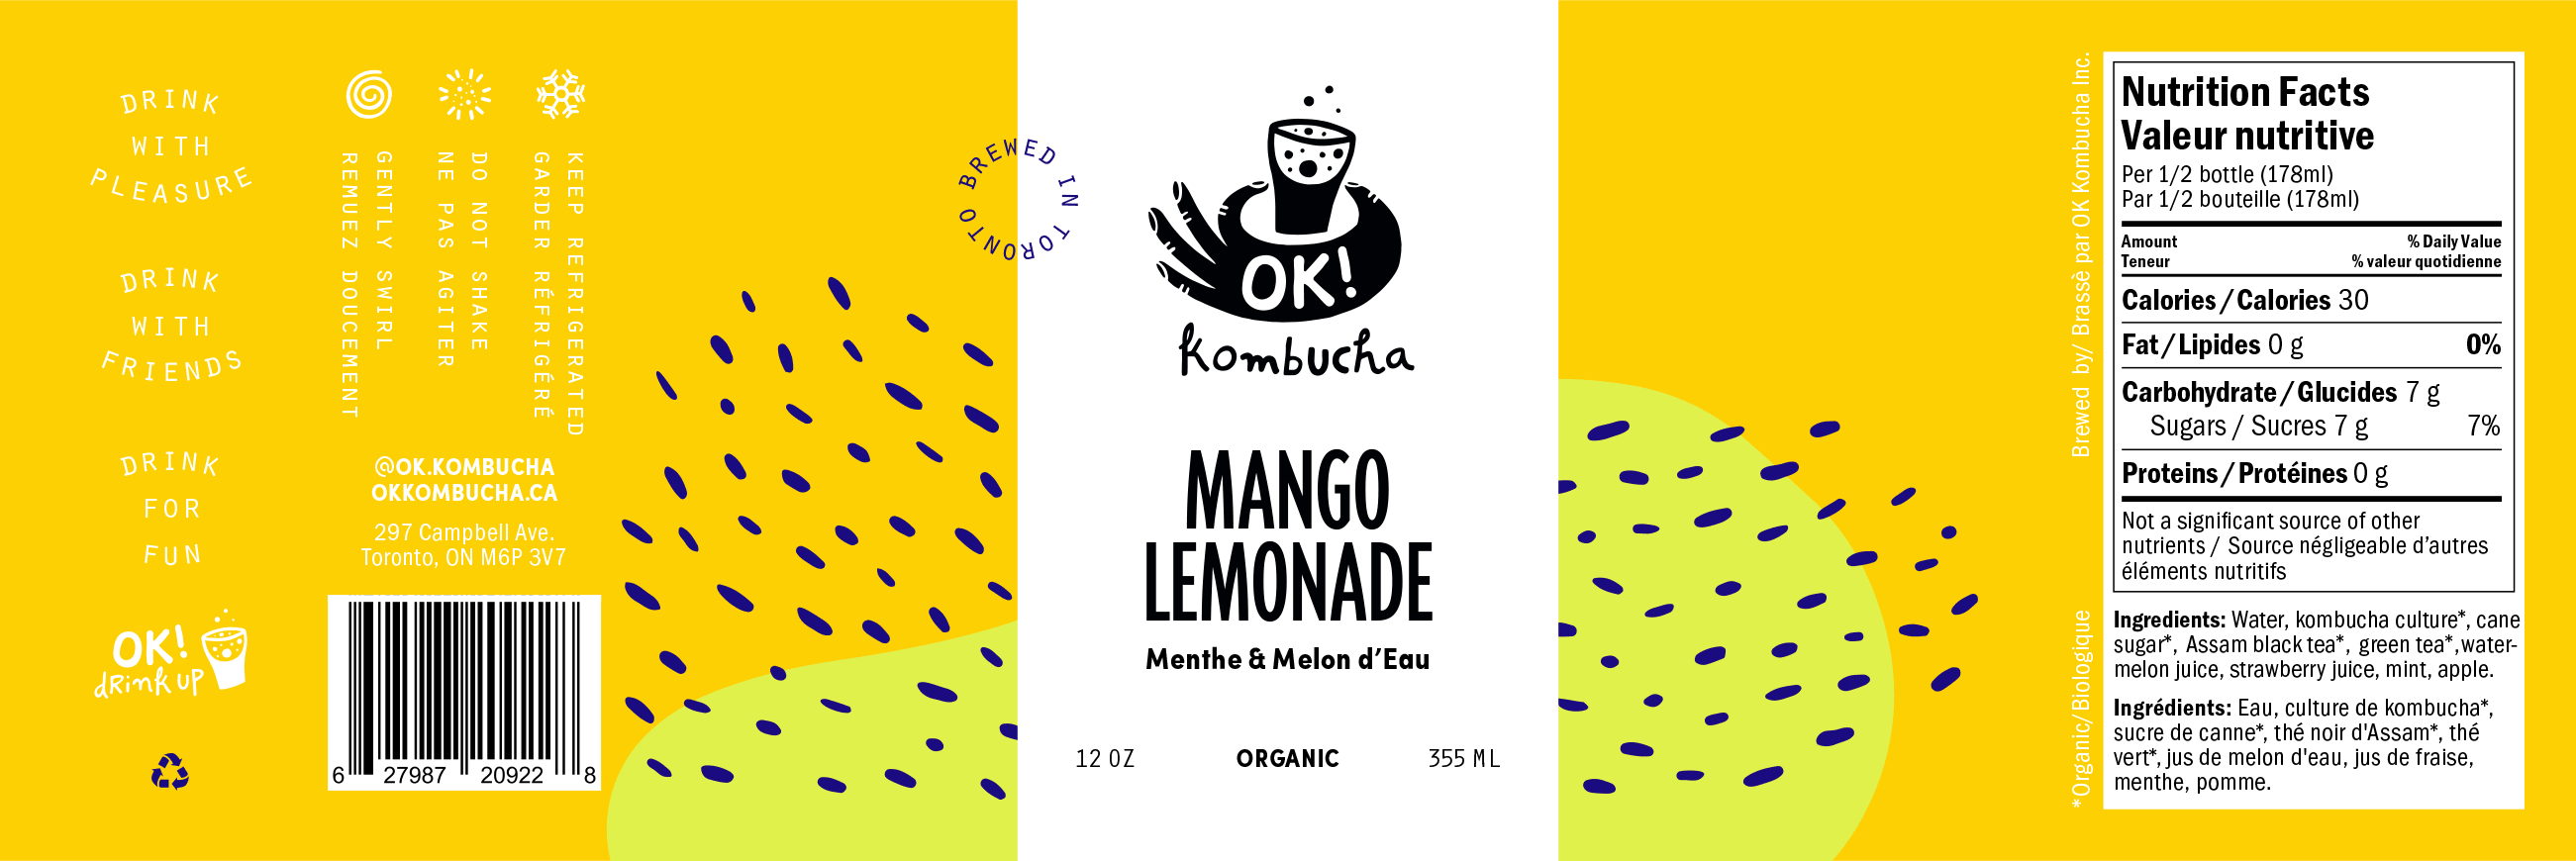 DRINK
WITH
PLEASURE
DRINK
WITH
FRIENDS
DRINK
FOR
FUN
OK!
drink up
KEEP REFRIGERATED
GARDER RÉFRIGÉRÉ
DO NOT SHAKE
NE PAS AGITER
GENTLY SWIRL
REMUEZ DOUCEMENT
@OK.KOMBUCHA
OKKOMBUCHA.CA
297 Campbell Ave.
Toronto, ON M6P 3V7
6 27987 20922 8
BREWED IN TORONTO
OK!
kombucha
MANGO
LEMONADE
Menthe & Melon d’Eau
12 OZ ORGANIC 355 ML
Brewed by/ Brassè par OK Kombucha Inc.
*Organic/Biologique
Nutrition Facts
Valeur nutritive
Per 1/2 bottle (178ml)
Par 1/2 bouteille (178ml)
Amount % Daily Value
Teneur % valeur quotidienne
Calories / Calories 30
Fat / Lipides 0 g 0%
Carbohydrate / Glucides 7 g
Sugars / Sucres 7 g 7%
Proteins / Protéines 0 g
Not a significant source of other
nutrients / Source négligeable d’autres
éléments nutritifs
Ingredients: Water, kombucha culture*, cane
sugar*, Assam black tea*, green tea*,water-
melon juice, strawberry juice, mint, apple.
Ingrédients: Eau, culture de kombucha*,
sucre de canne*, thé noir d'Assam*, thé
vert*, jus de melon d'eau, jus de fraise,
menthe, pomme.